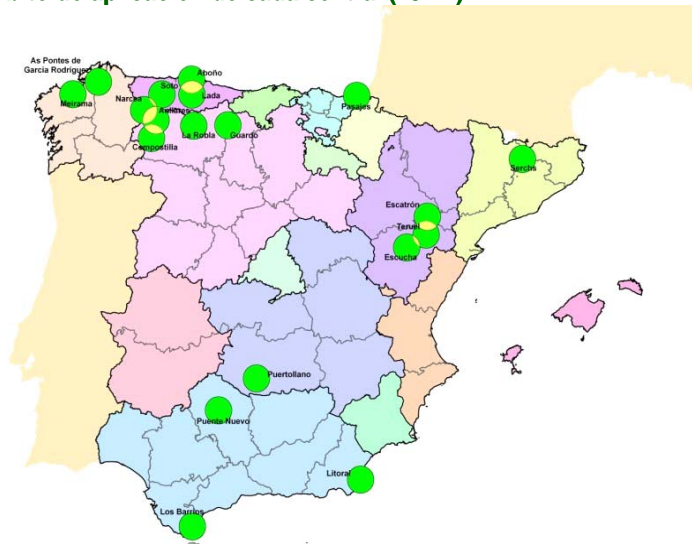 As Pontes de
García Rodríguez
Meirama
Aboño
Soto
Lada
Narcea
Anllares
Compostilla
La Robla
Guardo
Pasajes
Serchs
Escatrón
Teruel
Escucha
Puertollano
Puente Nuevo
Litoral
Los Barrios